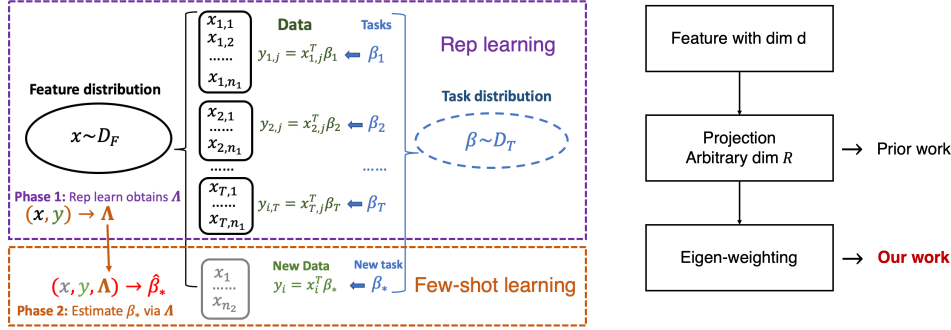 Feature distribution
x~D_F
x_{1,1}
x_{1,2}
......
x_{1,n_1}
x_{2,1}
......
x_{2,n_1}
......
x_{T,1}
......
x_{T,n_1}
Data
y_{1,j} = x_{1,j}^T β_1
y_{2,j} = x_{2,j}^T β_2
y_{i,T} = x_{T,j}^T β_T
Tasks
β_1
β_2
......
β_T
Rep learning
Task distribution
β~D_T
Phase 1: Rep learn obtains Λ
(x, y) → Λ
(x, y, Λ) → β̂_*
Phase 2: Estimate β_* via Λ
x_1
......
x_{n_2}
New Data
y_i = x_i^T β_*
New task
β_*
Few-shot learning
Feature with dim d
Projection
Arbitrary dim R
Prior work
Eigen-weighting
Our work